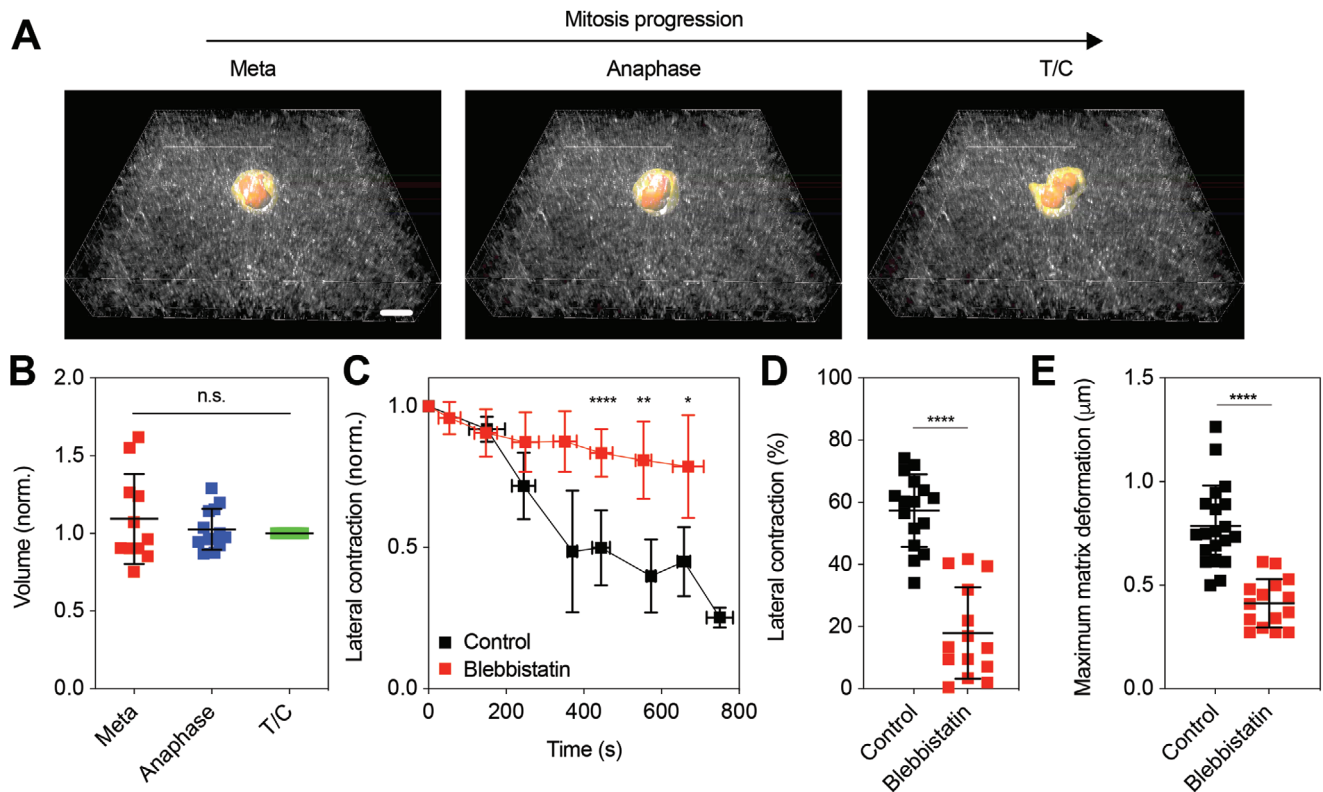 A
Mitosis progression
Meta
Anaphase
T/C
B
2.0
1.5
1.0
0.5
0.0
Volume (norm.)
n.s.
Meta
Anaphase
T/C
C
1.0
0.5
0.0
Lateral contraction (norm.)
****
**
*
Control
Blebbistatin
0
200
400
600
800
Time (s)
D
100
80
60
40
20
0
Lateral contraction (%)
****
Control
Blebbistatin
E
1.5
1.0
0.5
0.0
Maximum matrix deformation (μm)
****
Control
Blebbistatin